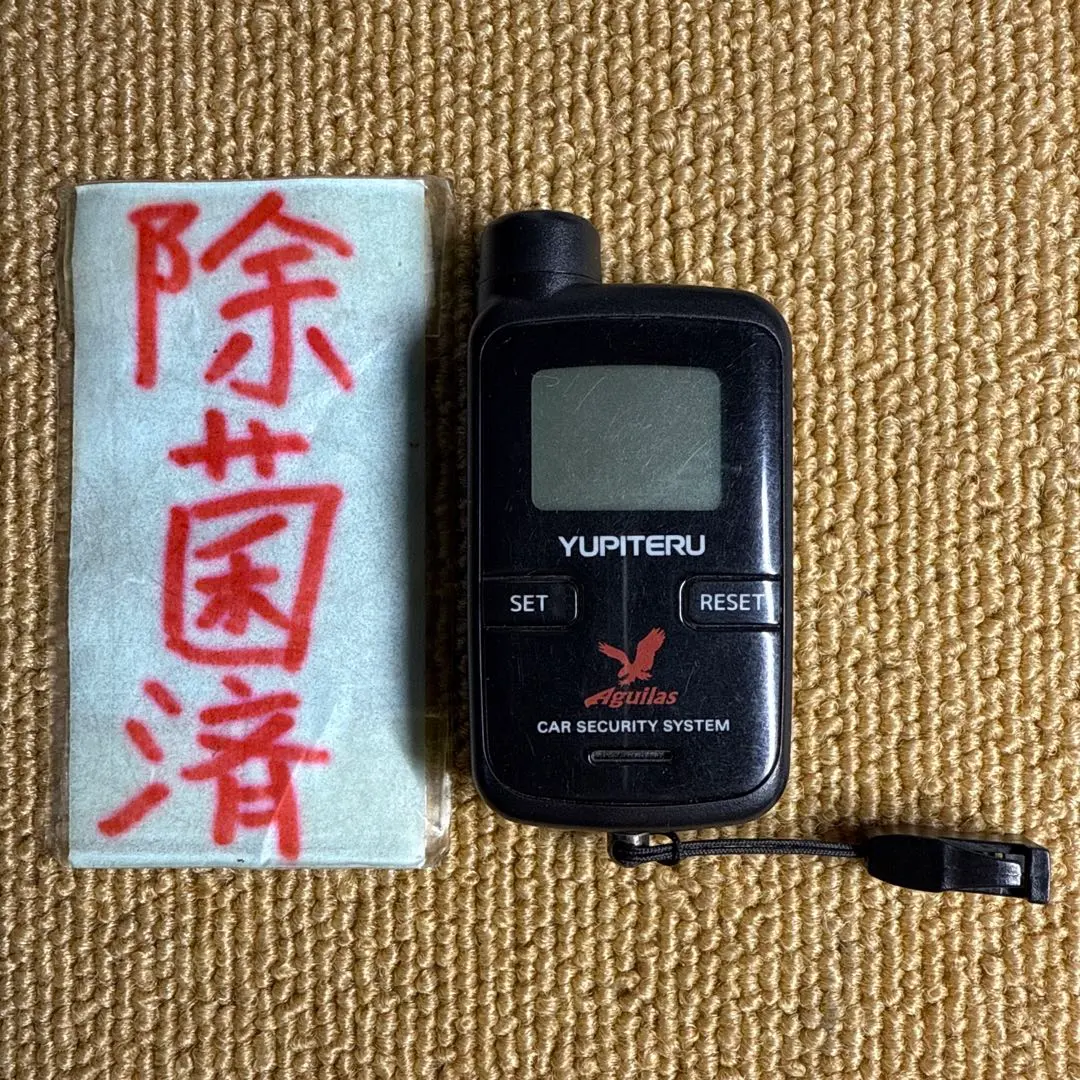 除菌済
YUPITERU
SET
RESET
Aguilas
CAR SECURITY SYSTEM